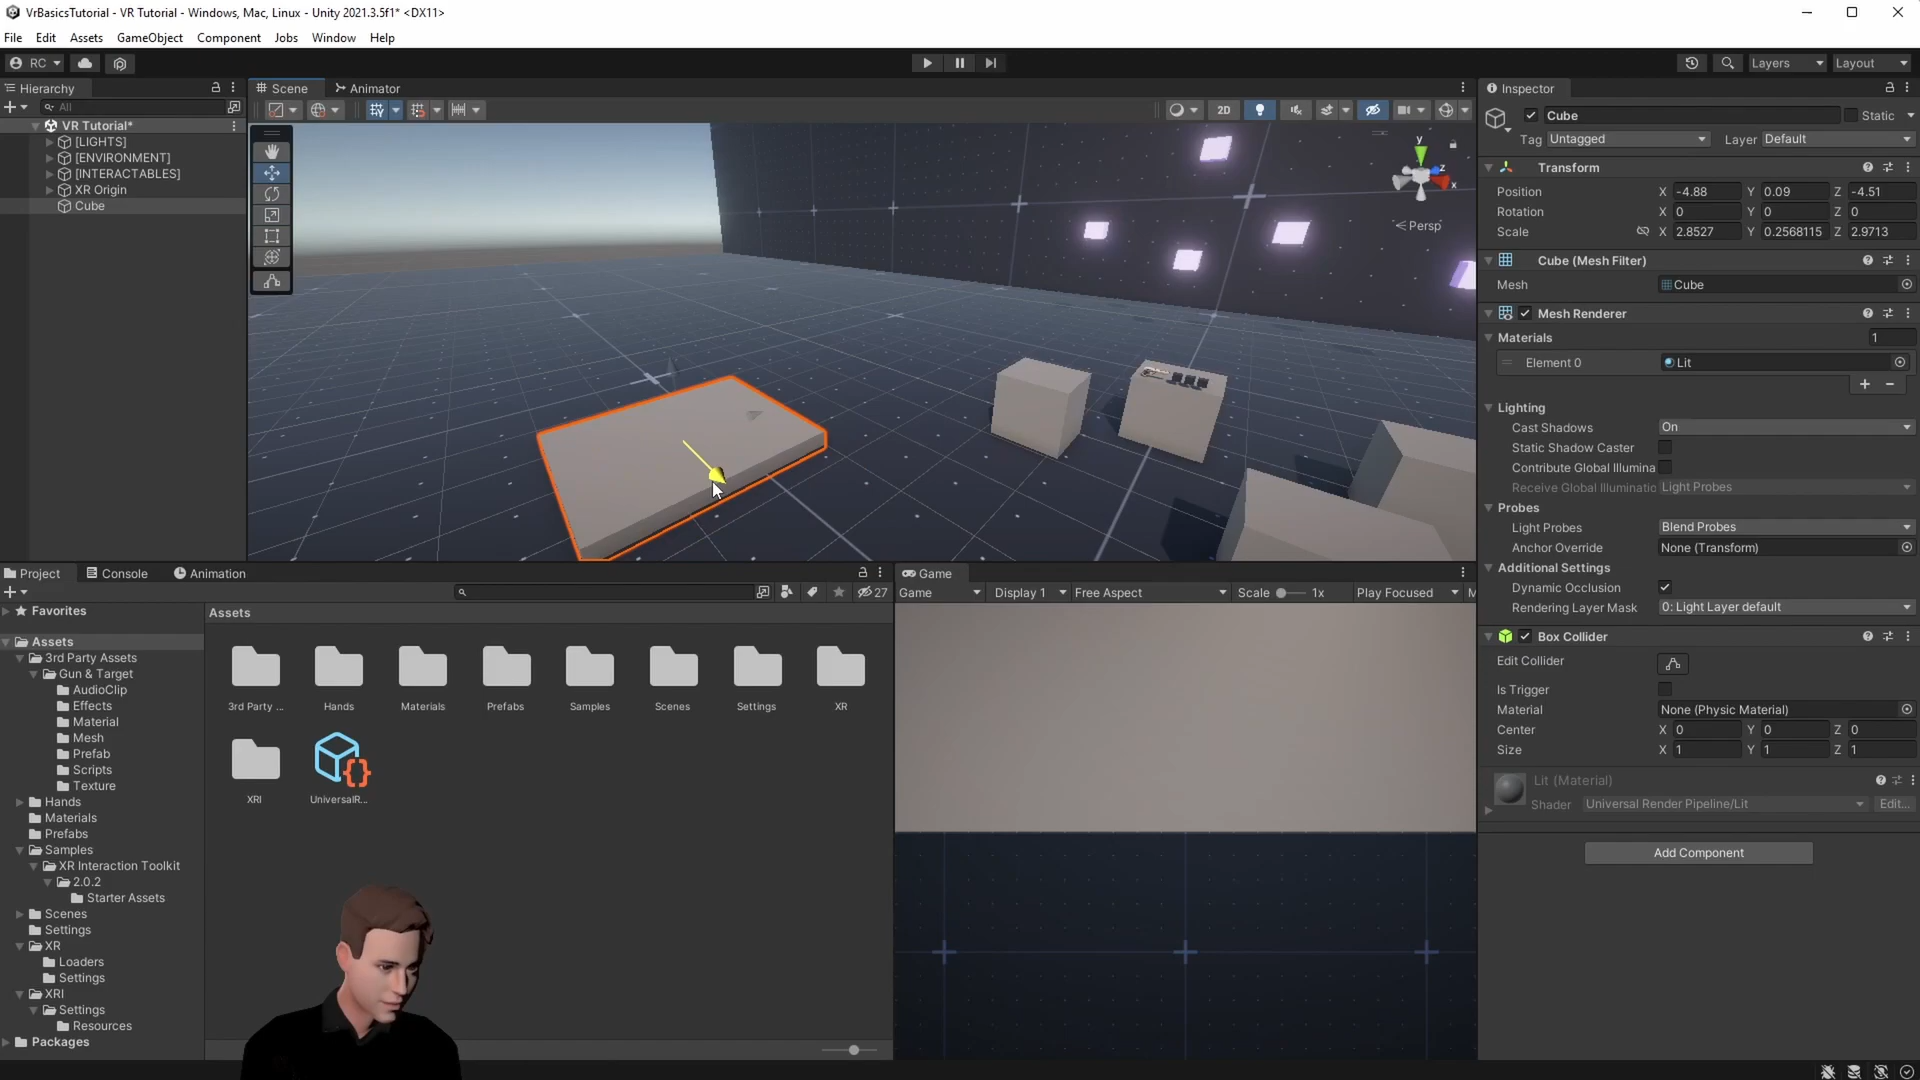 VrBasicsTutorial - VR Tutorial - Windows, Mac, Linux - Unity 2021.3.5f1* <DX11>
File Edit Assets GameObject Component Jobs Window Help
RC Layers Layout
Hierarchy
All
VR Tutorial*
[LIGHTS]
[ENVIRONMENT]
[INTERACTABLES]
XR Origin
Cube
Scene Animator
2D
y
z
x
Persp
Inspector
Cube Static
Tag Untagged Layer Default
Transform
Position X -4.88 Y 0.09 Z -4.51
Rotation X 0 Y 0 Z 0
Scale X 2.8527 Y 0.2568115 Z 2.9713
Cube (Mesh Filter)
Mesh Cube
Mesh Renderer
Materials 1
Element 0 Lit
Lighting
Cast Shadows On
Static Shadow Caster
Contribute Global Illumina
Receive Global Illuminatic Light Probes
Probes
Light Probes Blend Probes
Anchor Override None (Transform)
Additional Settings
Dynamic Occlusion
Rendering Layer Mask 0: Light Layer default
Box Collider
Edit Collider
Is Trigger
Material None (Physic Material)
Center X 0 Y 0 Z 0
Size X 1 Y 1 Z 1
Lit (Material)
Shader Universal Render Pipeline/Lit Edit...
Add Component
Project Console Animation
27
Favorites
Assets
3rd Party Assets
Gun & Target
AudioClip
Effects
Material
Mesh
Prefab
Scripts
Texture
Hands
Materials
Prefabs
Samples
XR Interaction Toolkit
2.0.2
Starter Assets
Scenes
Settings
XR
Loaders
Settings
XRI
Settings
Resources
Packages
Assets
3rd Party ... Hands Materials Prefabs Samples Scenes Settings XR
XRI UniversalR...
Game
Game Display 1 Free Aspect Scale 1x Play Focused M